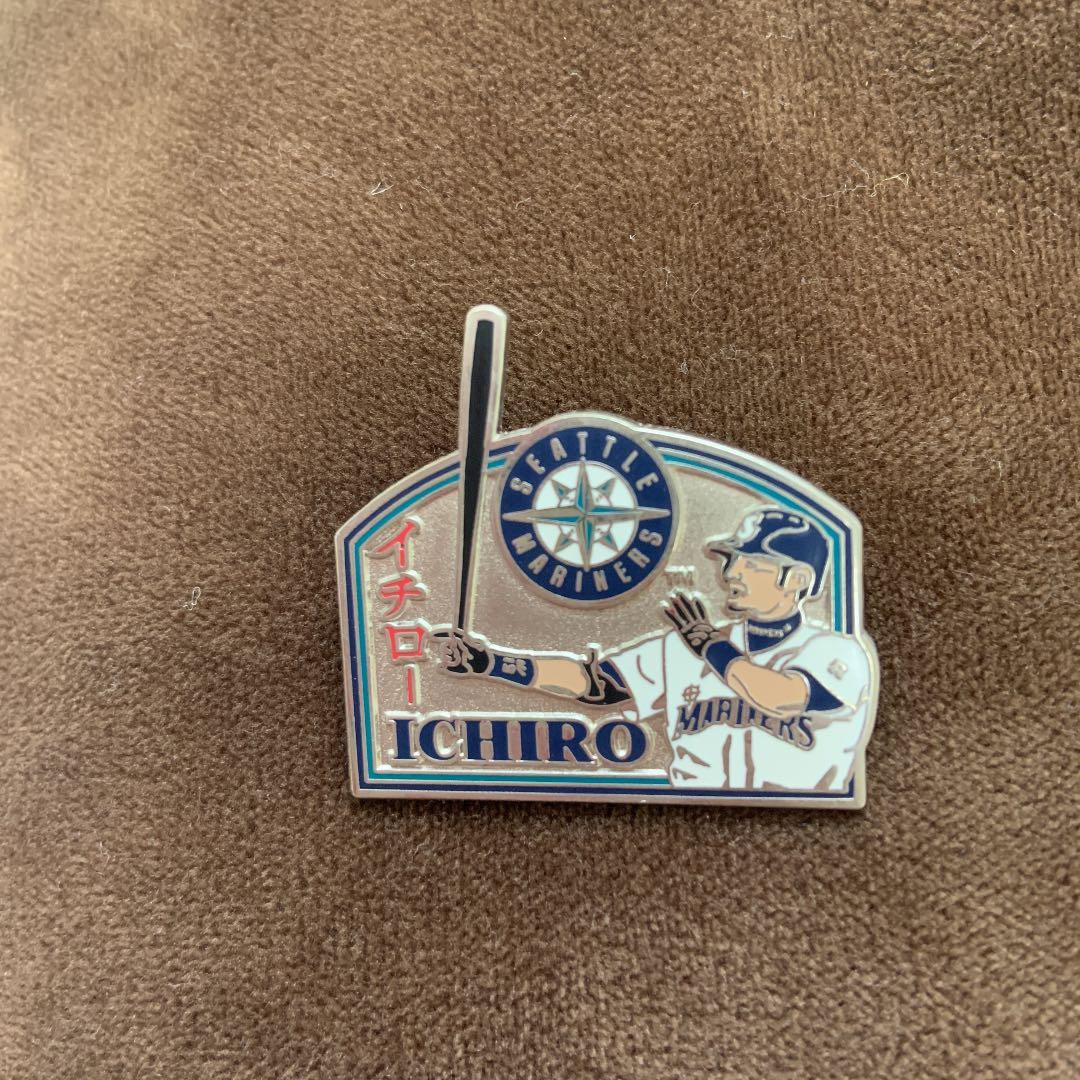 SEATTLE
MARINERS
イチロー
MARINERS
ICHIRO